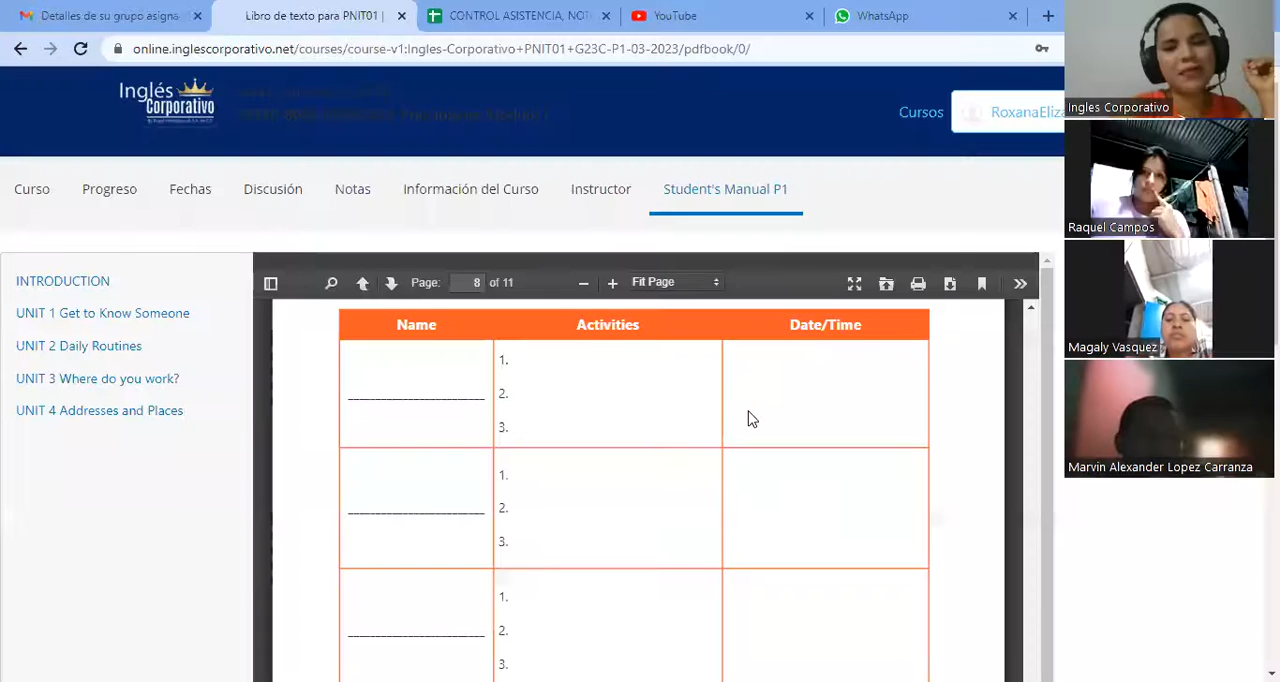 Detalles de su grupo asigna
Libro de texto para PNIT01 |
CONTROL ASISTENCIA, NOT
YouTube
WhatsApp
online.inglescorporativo.net/courses/course-v1:Ingles-Corporativo+PNIT01+G23C-P1-03-2023/pdfbook/0/
Inglés
Corporativo
Cursos
RoxanaEliza
Curso
Progreso
Fechas
Discusión
Notas
Información del Curso
Instructor
Student's Manual P1
INTRODUCTION
UNIT 1 Get to Know Someone
UNIT 2 Daily Routines
UNIT 3 Where do you work?
UNIT 4 Addresses and Places
Page: 8 of 11
Fit Page
Name Activities Date/Time
1.
2.
3.
1.
2.
3.
1.
2.
3.
Ingles Corporativo
Raquel Campos
Magaly Vasquez
Marvin Alexander Lopez Carranza